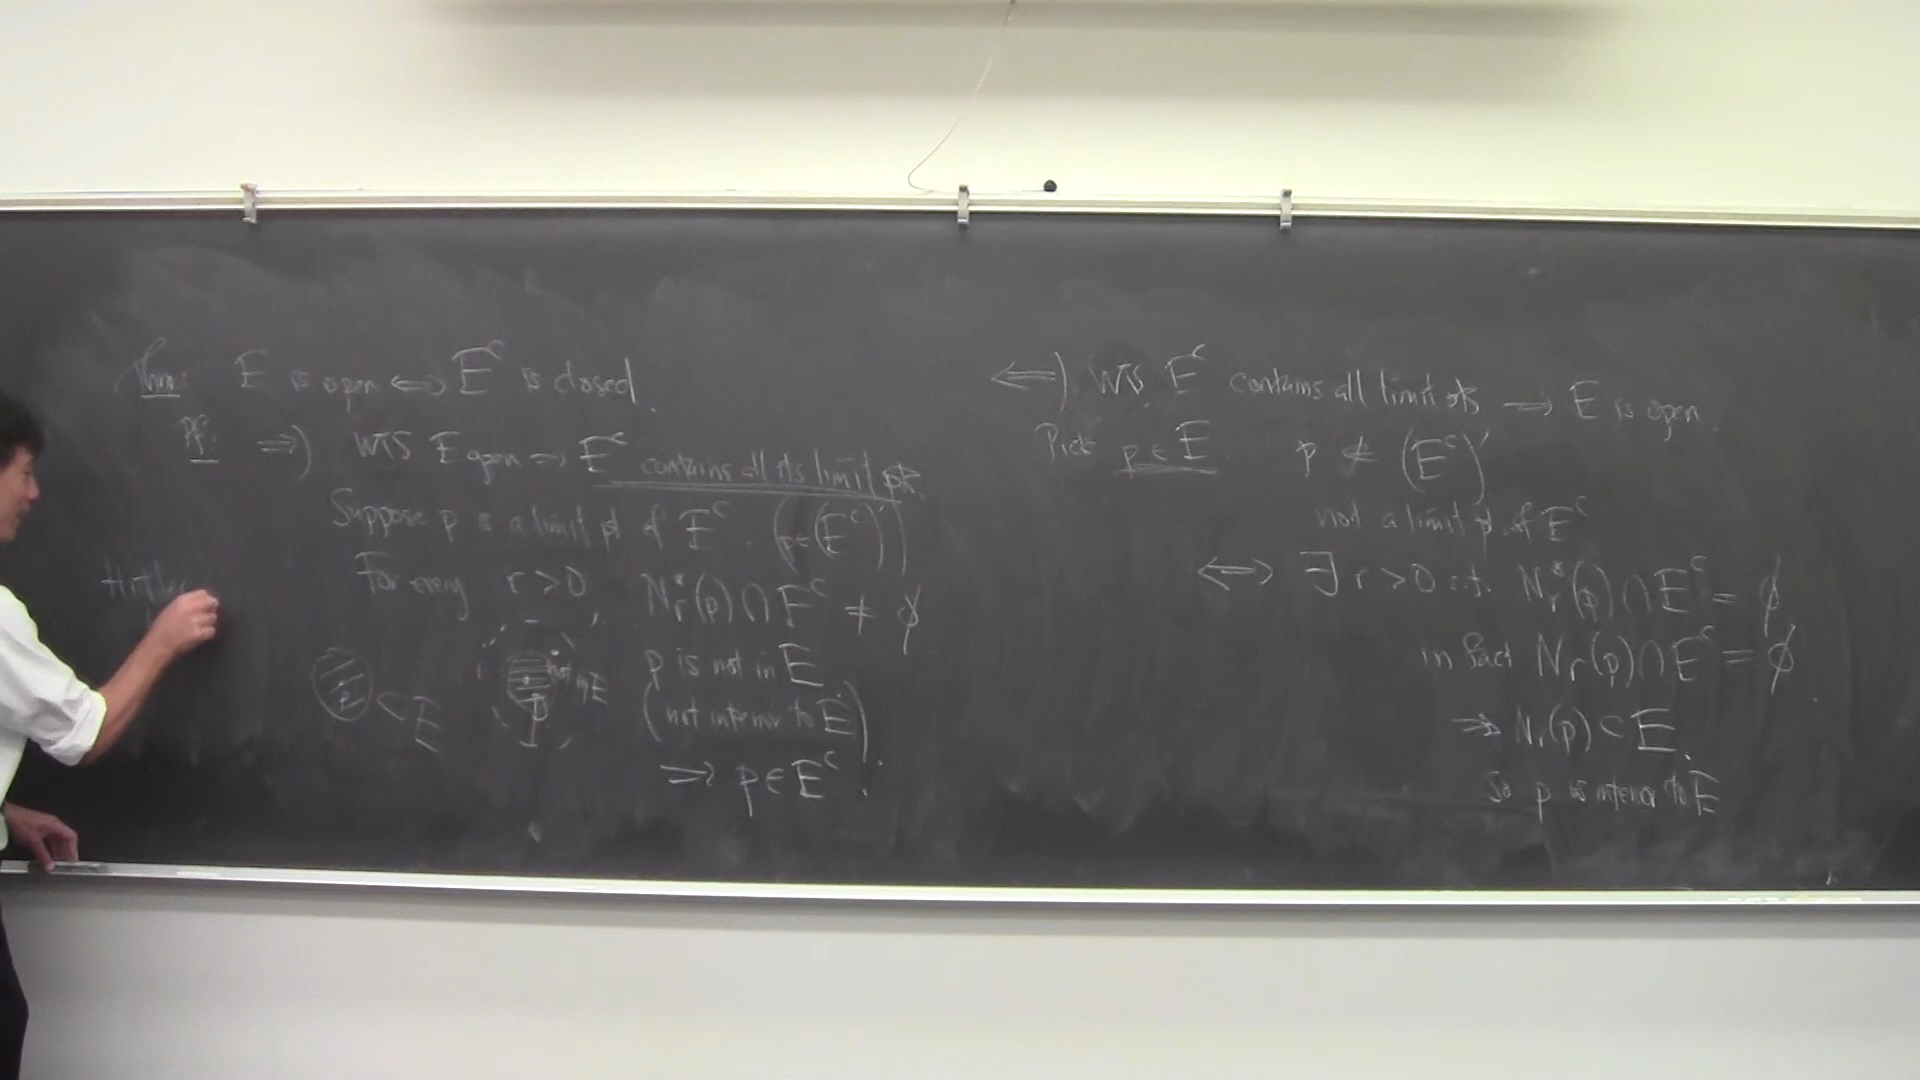 Thm: E is open ⟺ E^c is closed.
Pf. ⟹) WTS E open ⟹ E^c contains all its limit pts.
Suppose p is a limit pt of E^c. (p ∈ (E^c)')
For every r > 0, N_r^*(p) ∩ E^c ≠ ∅
p is not in E.
(not interior to E)
⟹ p ∈ E^c.
⊂ E
not in E
p
⟸) WTS. E^c contains all limit pts ⟹ E is open.
Pick p ∈ E p ∉ (E^c)'
not a limit pt. of E^c
⟺ ∃ r > 0 s.t. N_r^*(p) ∩ E^c = ∅
in fact N_r(p) ∩ E^c = ∅
⟹ N_r(p) ⊂ E.
so p is interior to E